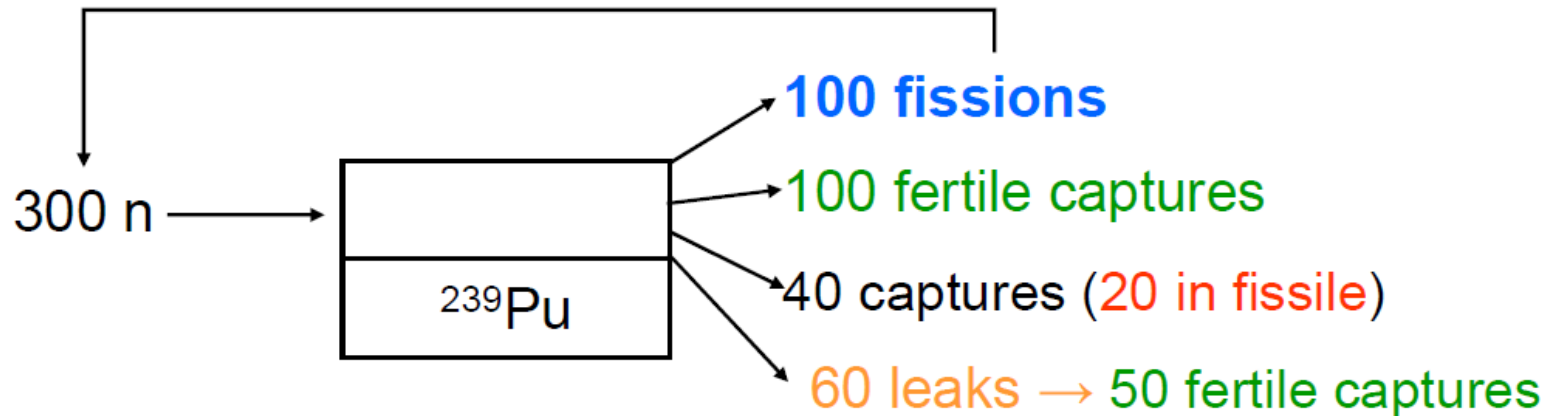 100 fissions
300 n
100 fertile captures
²³⁹Pu
40 captures (20 in fissile)
60 leaks → 50 fertile captures